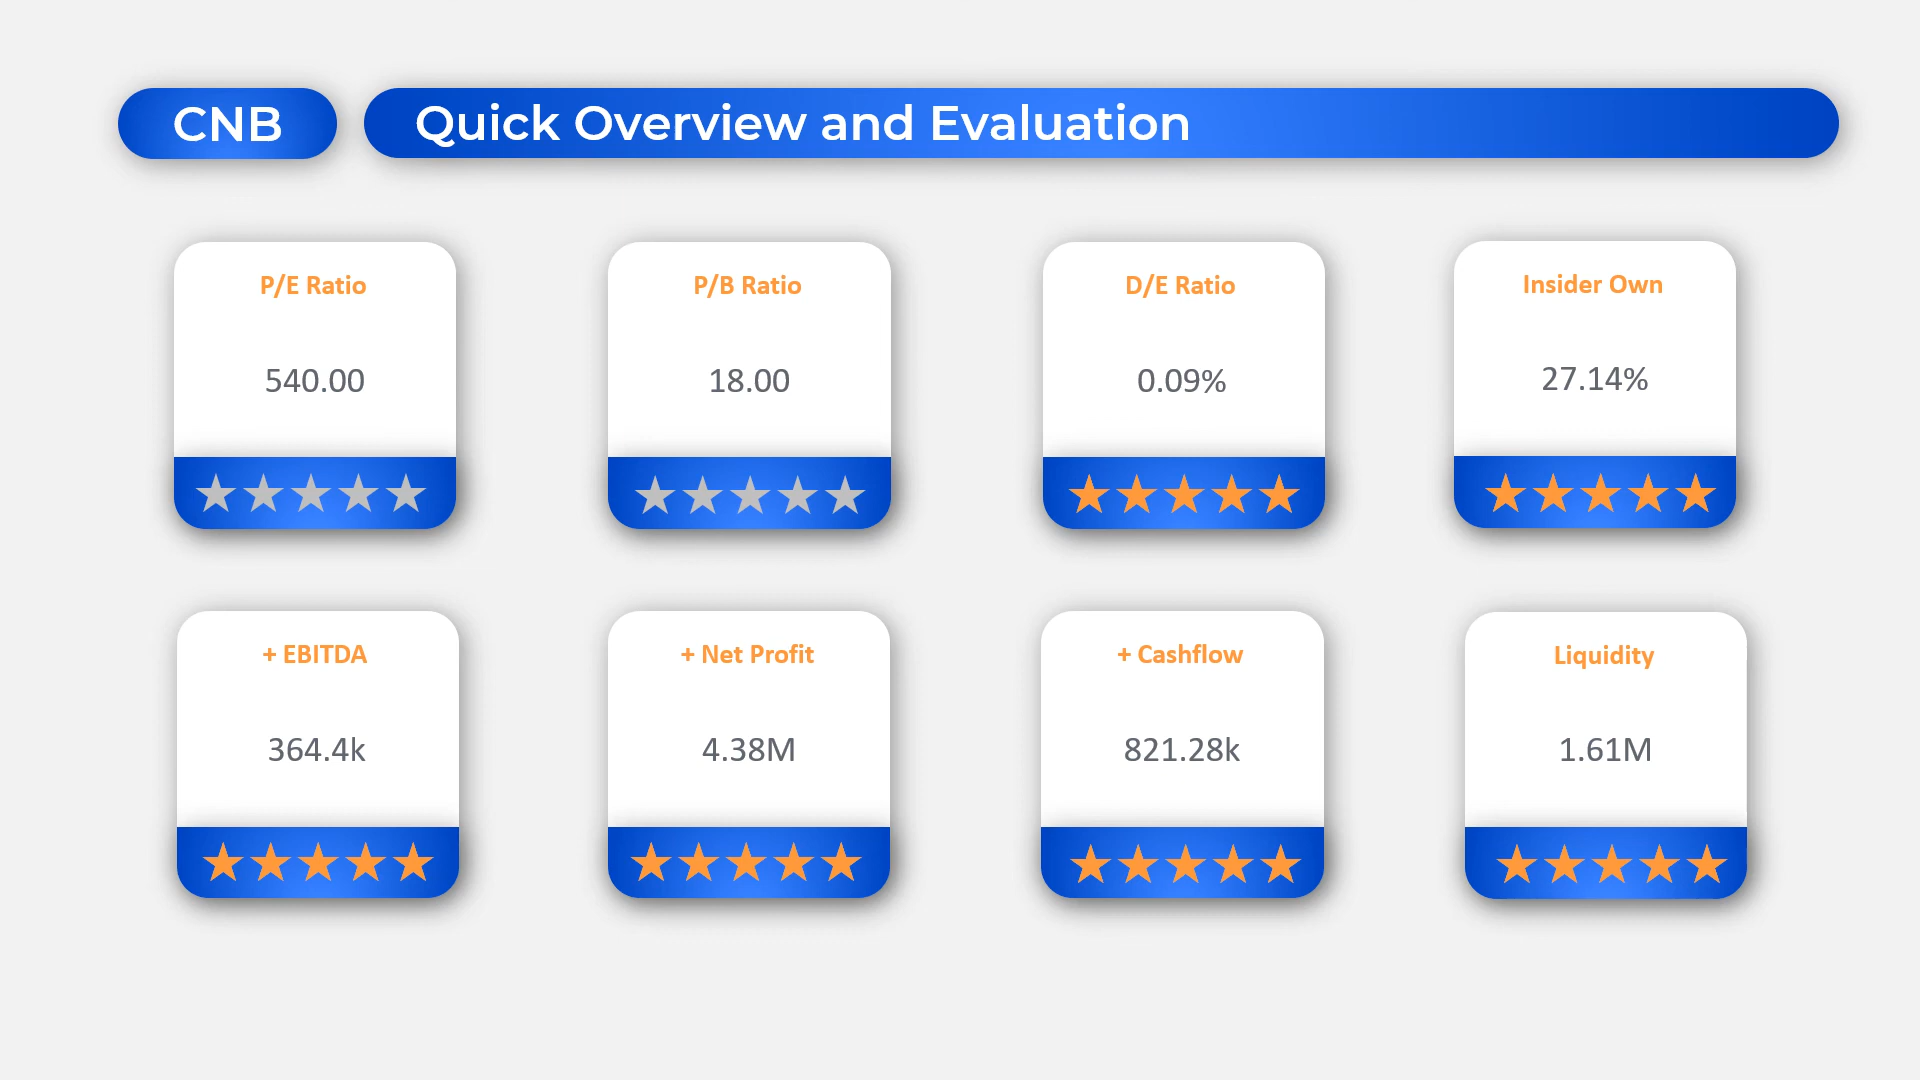 CNB
Quick Overview and Evaluation
P/E Ratio
540.00
P/B Ratio
18.00
D/E Ratio
0.09%
Insider Own
27.14%
+ EBITDA
364.4k
+ Net Profit
4.38M
+ Cashflow
821.28k
Liquidity
1.61M